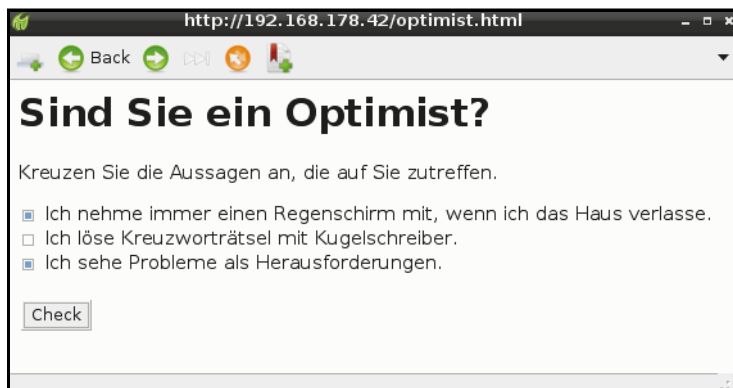 http://192.168.178.42/optimist.html
Back
Sind Sie ein Optimist?
Kreuzen Sie die Aussagen an, die auf Sie zutreffen.
Ich nehme immer einen Regenschirm mit, wenn ich das Haus verlasse.
Ich löse Kreuzworträtsel mit Kugelschreiber.
Ich sehe Probleme als Herausforderungen.
Check